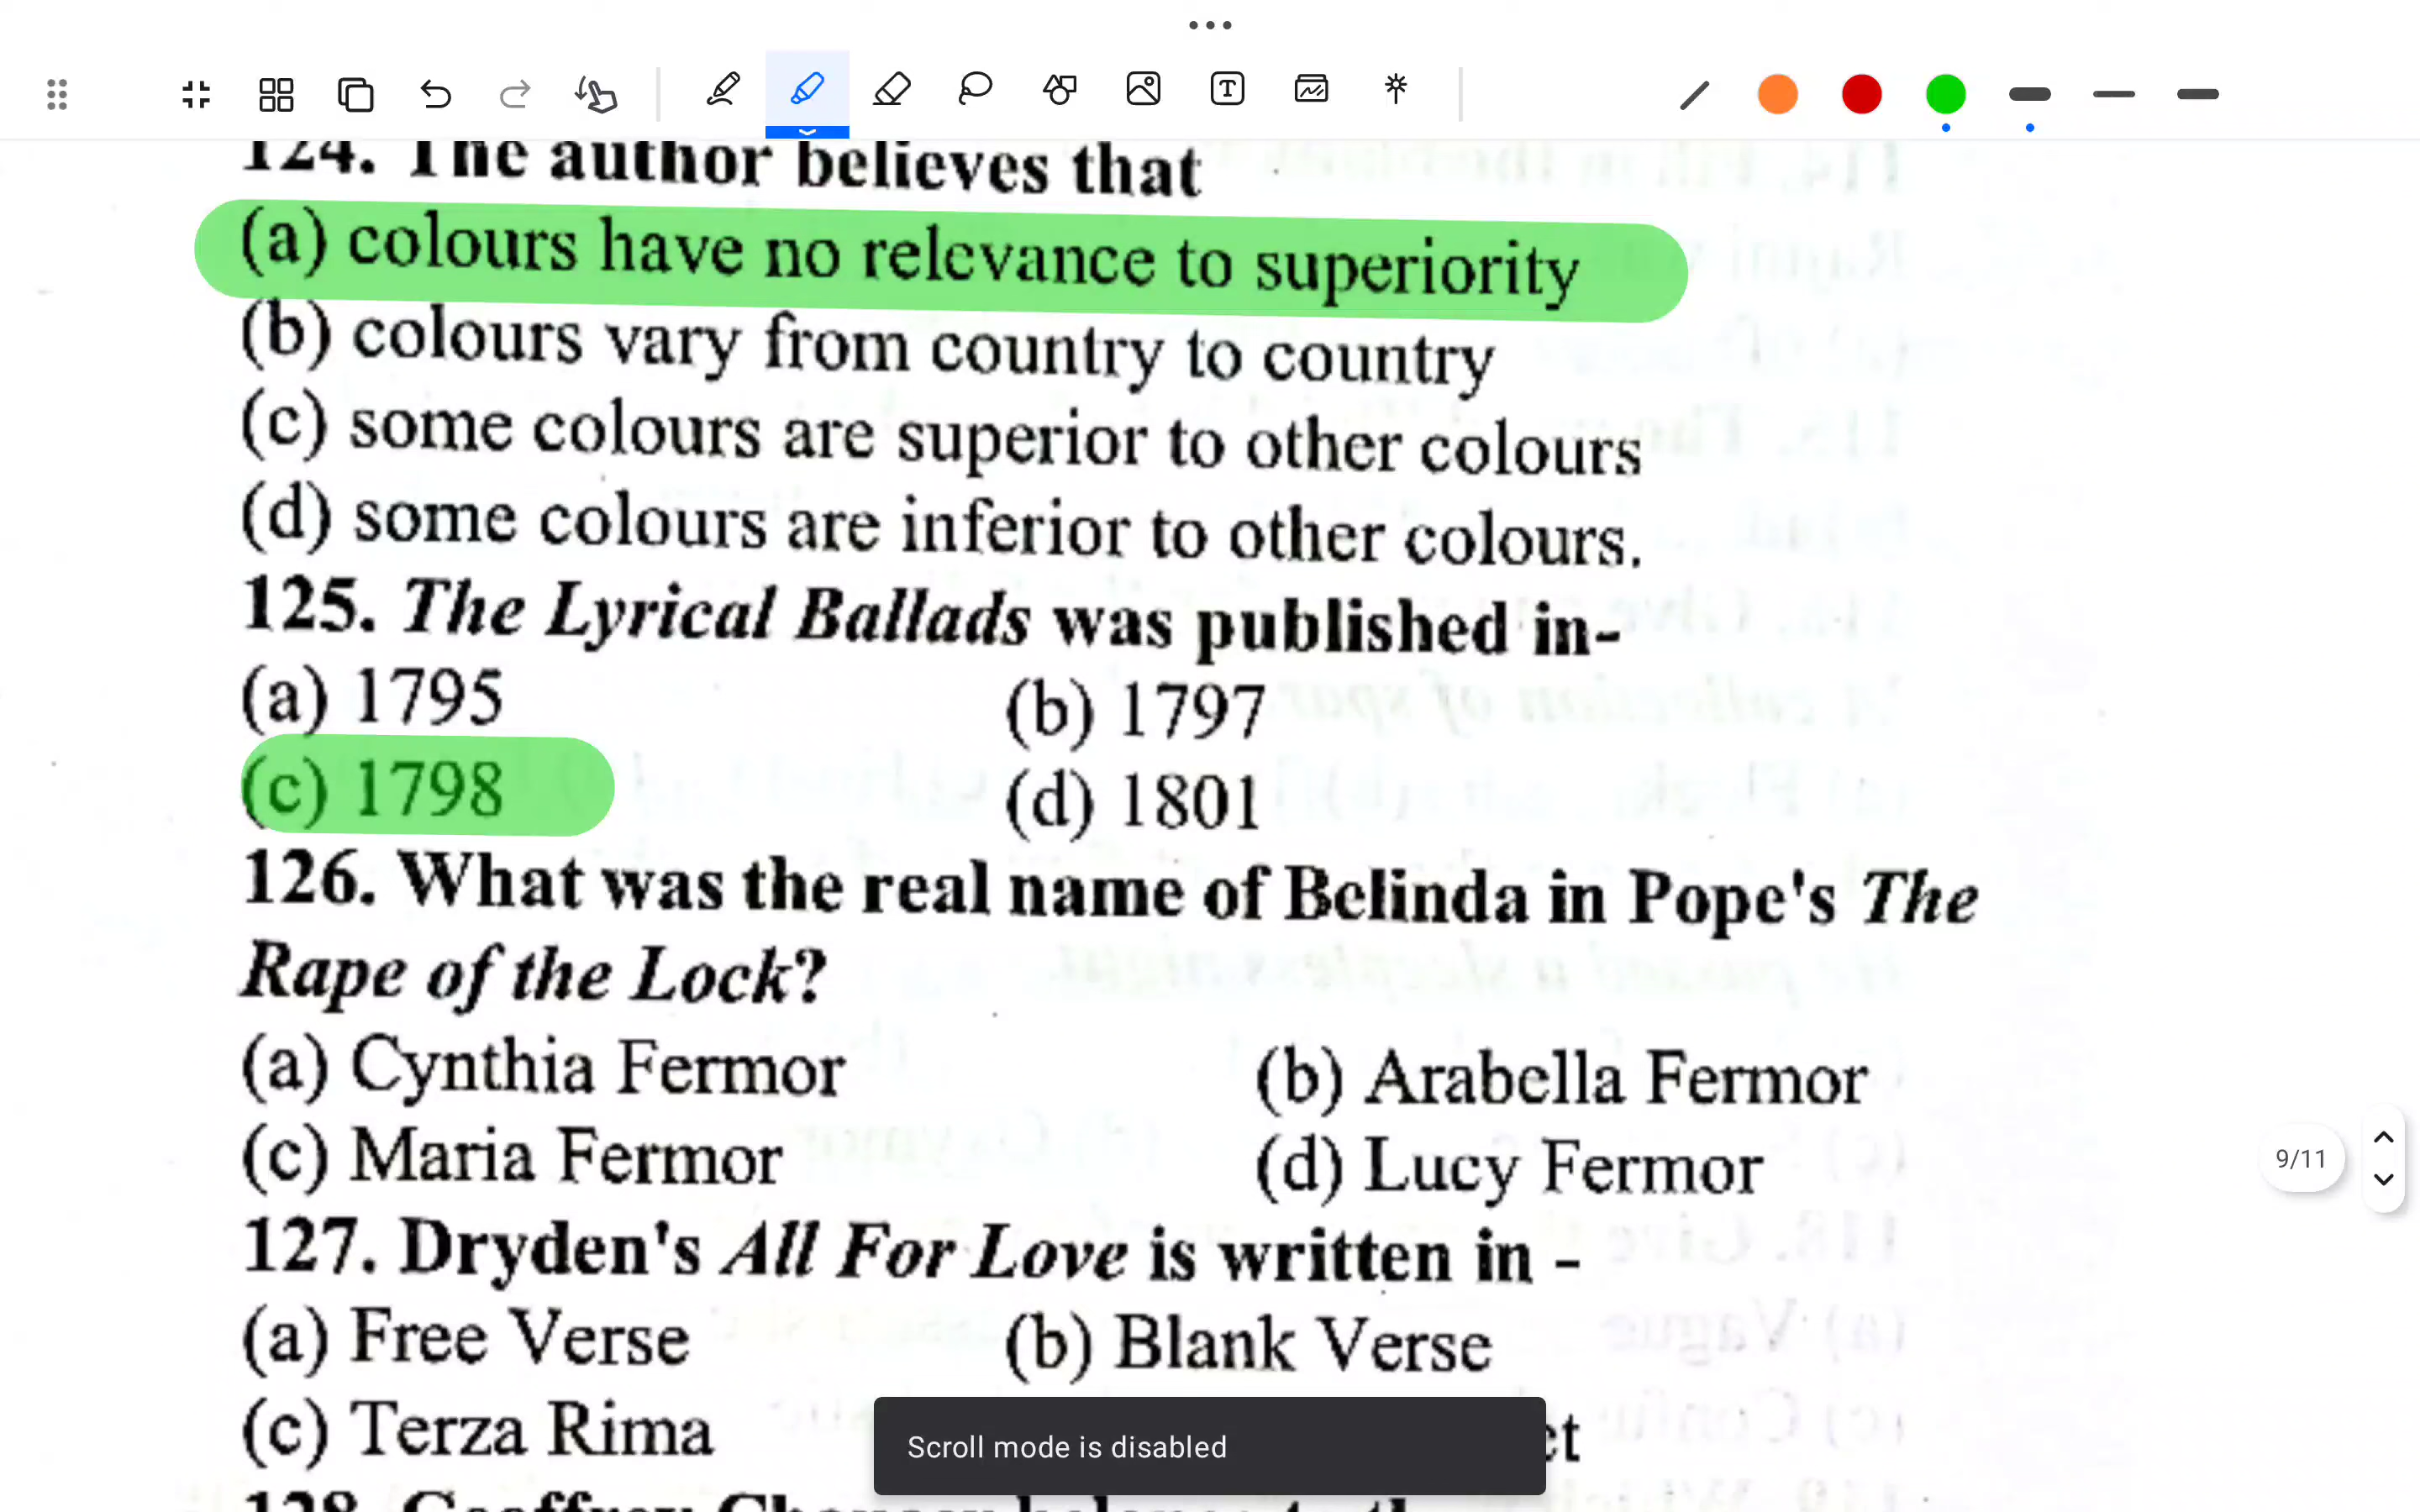 124. The author believes that
(a) colours have no relevance to superiority
(b) colours vary from country to country
(c) some colours are superior to other colours
(d) some colours are inferior to other colours.
125. The Lyrical Ballads was published in-
(a) 1795 (b) 1797
(c) 1798 (d) 1801
126. What was the real name of Belinda in Pope's The
Rape of the Lock?
(a) Cynthia Fermor (b) Arabella Fermor
(c) Maria Fermor (d) Lucy Fermor
127. Dryden's All For Love is written in -
(a) Free Verse (b) Blank Verse
(c) Terza Rima
Scroll mode is disabled
9/11